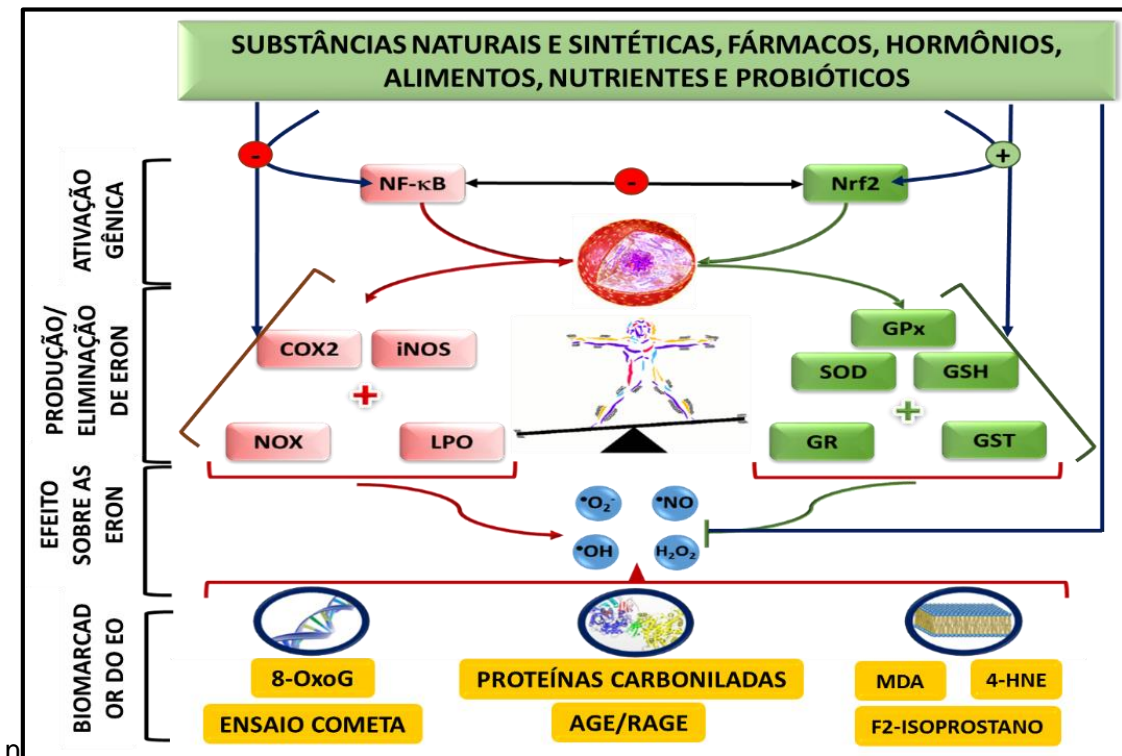 SUBSTÂNCIAS NATURAIS E SINTÉTICAS, FÁRMACOS, HORMÔNIOS,
ALIMENTOS, NUTRIENTES E PROBIÓTICOS
ATIVAÇÃO
GÊNICA
-
NF-κB
-
Nrf2
+
PRODUÇÃO/
ELIMINAÇÃO
DE ERON
COX2
iNOS
NOX
LPO
GPx
SOD
GSH
GR
GST
EFEITO
SOBRE AS
ERON
•O₂⁻
•NO
•OH
H₂O₂
BIOMARCAD
OR DO EO
8-OxoG
ENSAIO COMETA
PROTEÍNAS CARBONILADAS
AGE/RAGE
MDA
4-HNE
F2-ISOPROSTANO
n